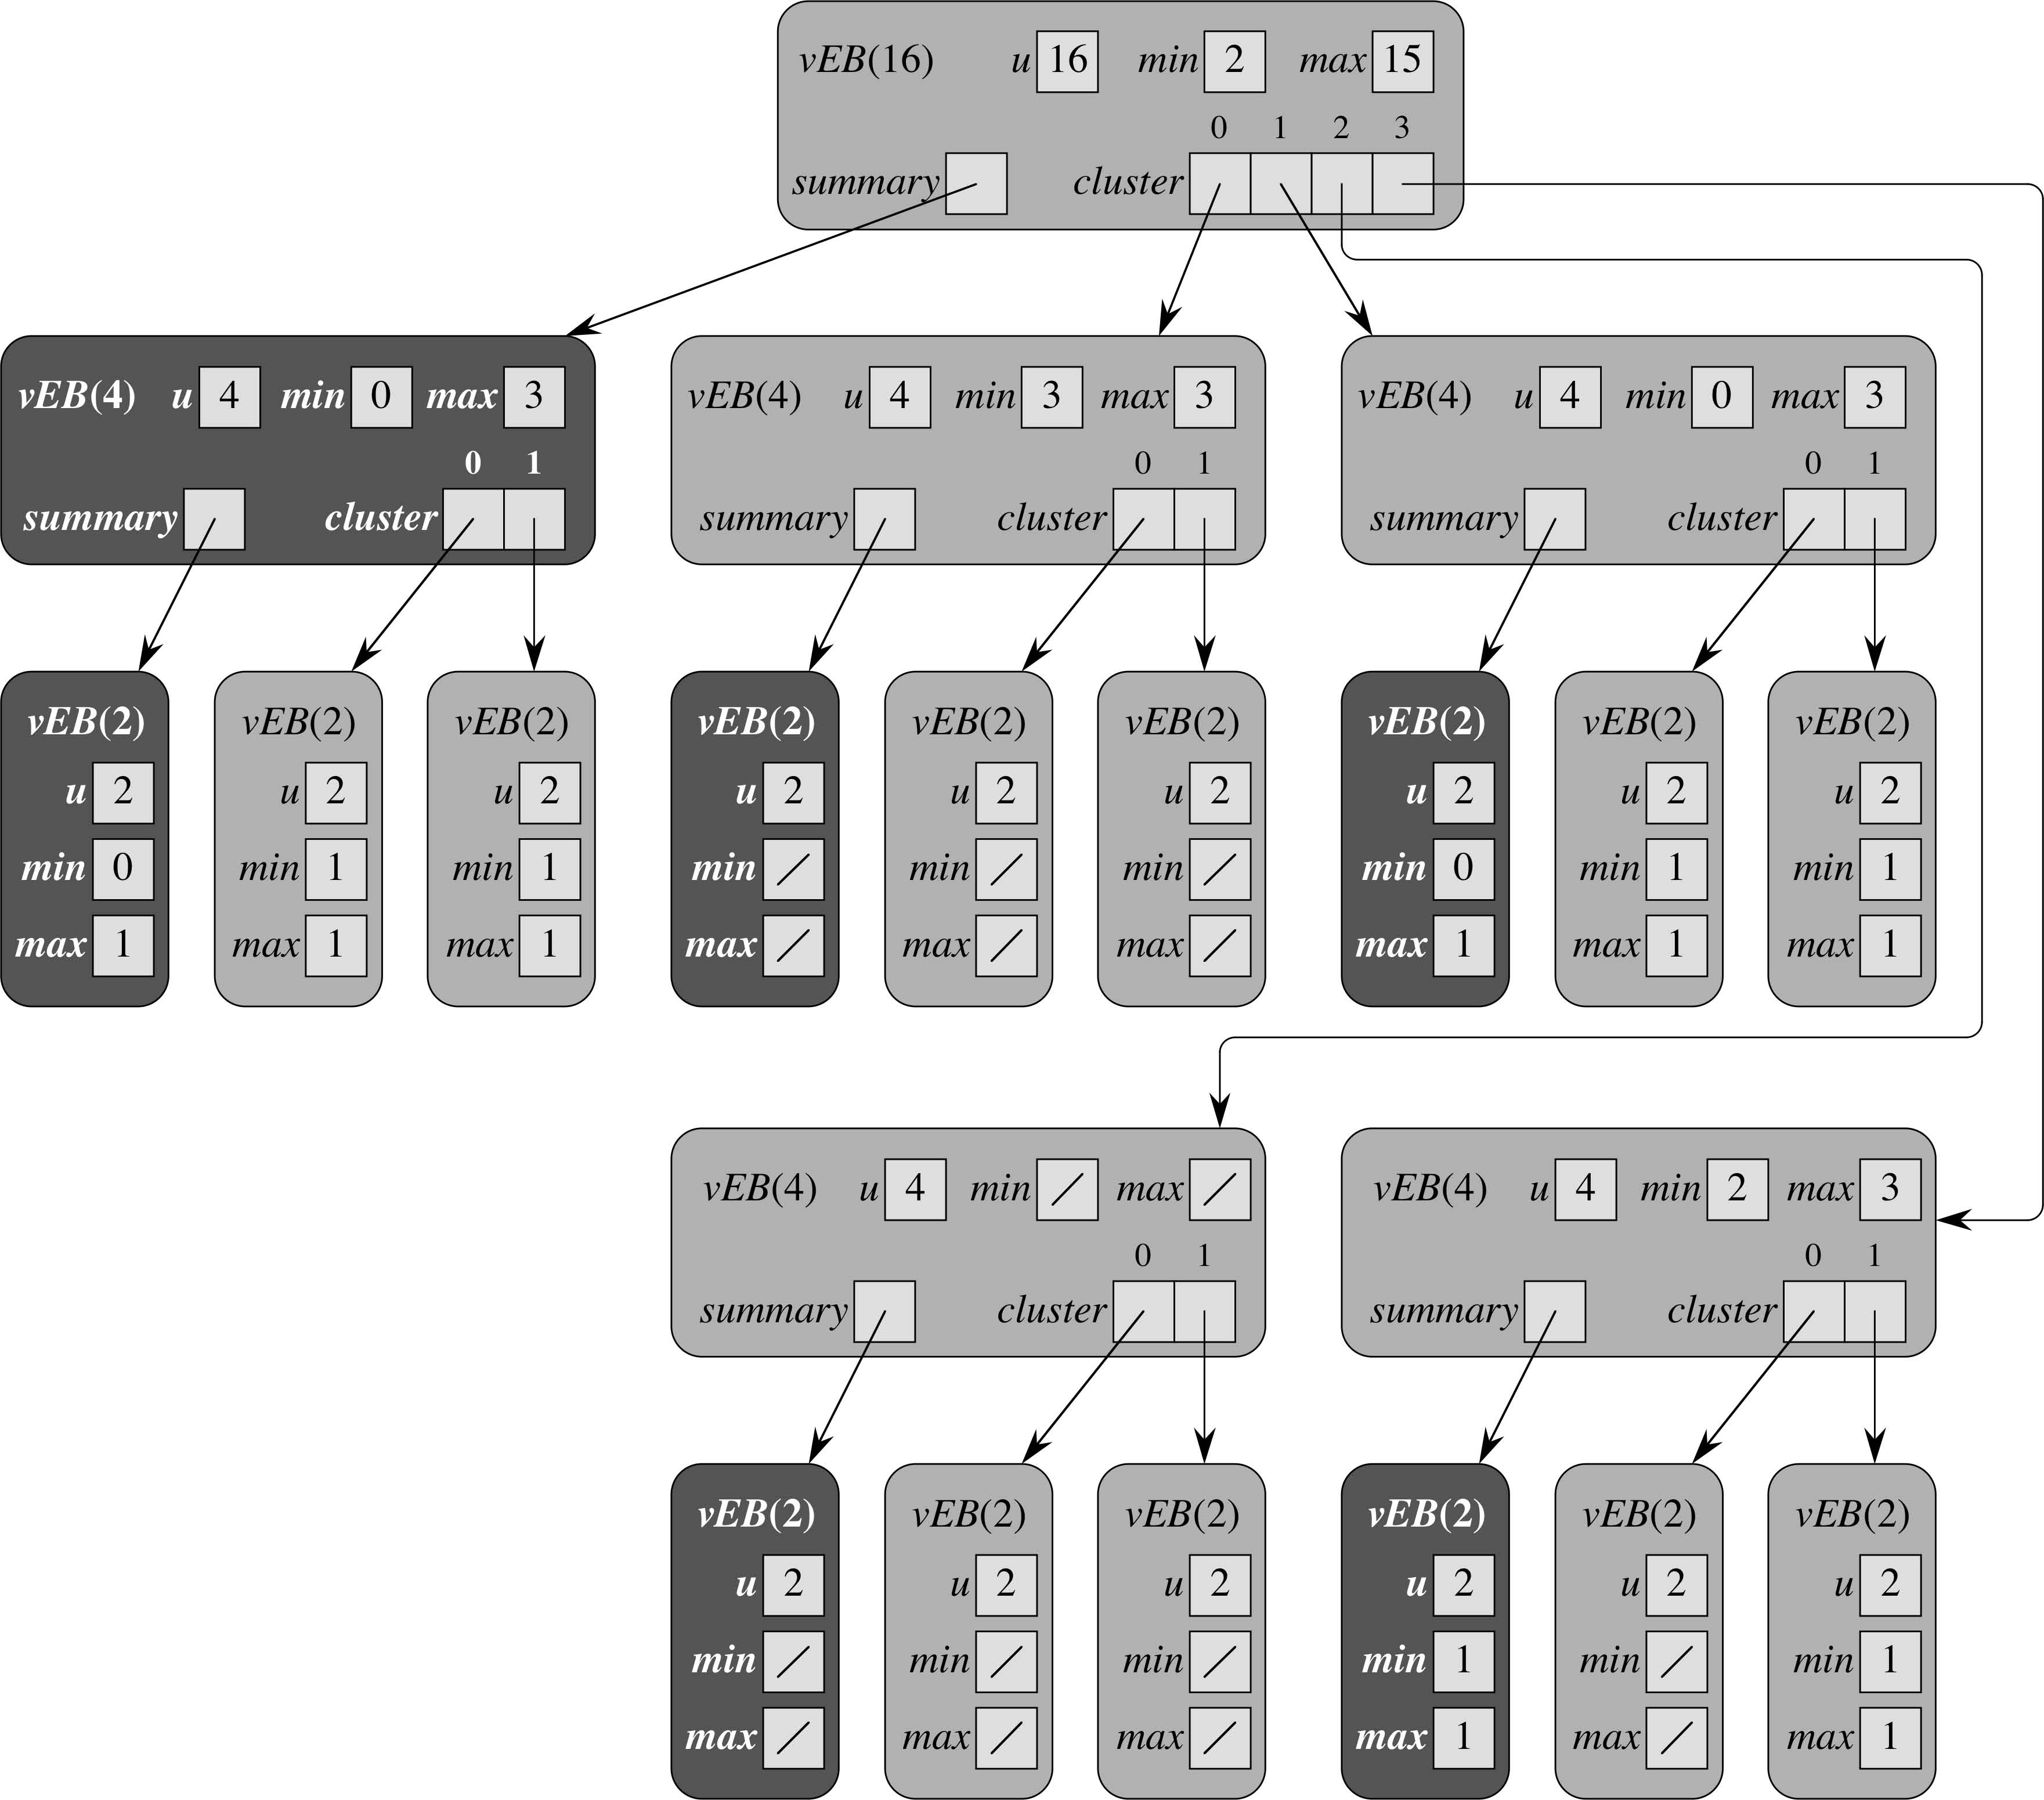 vEB(16) u 16 min 2 max 15
0 1 2 3
summary cluster
vEB(4) u 4 min 0 max 3
0 1
summary cluster
vEB(4) u 4 min 3 max 3
0 1
summary cluster
vEB(4) u 4 min 0 max 3
0 1
summary cluster
vEB(2)
u 2
min 0
max 1
vEB(2)
u 2
min 1
max 1
vEB(2)
u 2
min 1
max 1
vEB(2)
u 2
min /
max /
vEB(2)
u 2
min /
max /
vEB(2)
u 2
min /
max /
vEB(2)
u 2
min 0
max 1
vEB(2)
u 2
min 1
max 1
vEB(2)
u 2
min 1
max 1
vEB(4) u 4 min / max /
0 1
summary cluster
vEB(4) u 4 min 2 max 3
0 1
summary cluster
vEB(2)
u 2
min /
max /
vEB(2)
u 2
min /
max /
vEB(2)
u 2
min /
max /
vEB(2)
u 2
min 1
max 1
vEB(2)
u 2
min /
max /
vEB(2)
u 2
min 1
max 1